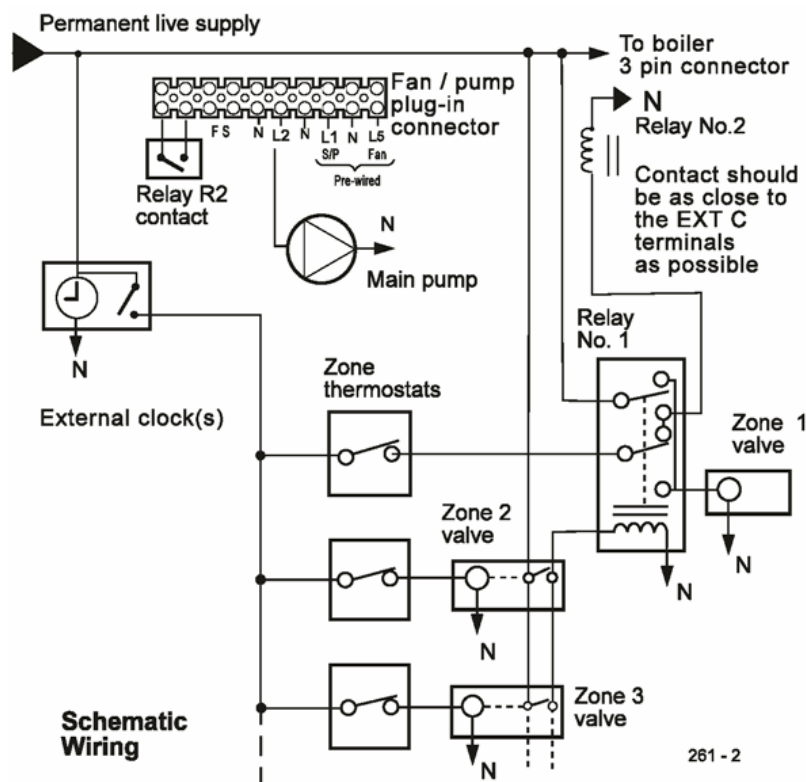 Permanent live supply
To boiler
3 pin connector
Fan / pump
plug-in
connector
F S N L2 N L1 N L5
S/P Fan
Pre-wired
Relay R2
contact
N
Main pump
N
Relay No.2
Contact should
be as close to
the EXT C
terminals
as possible
N
External clock(s)
Zone
thermostats
Relay
No. 1
Zone 1
valve
N
N
Zone 2
valve
N
Zone 3
valve
N
Schematic
Wiring
261 - 2